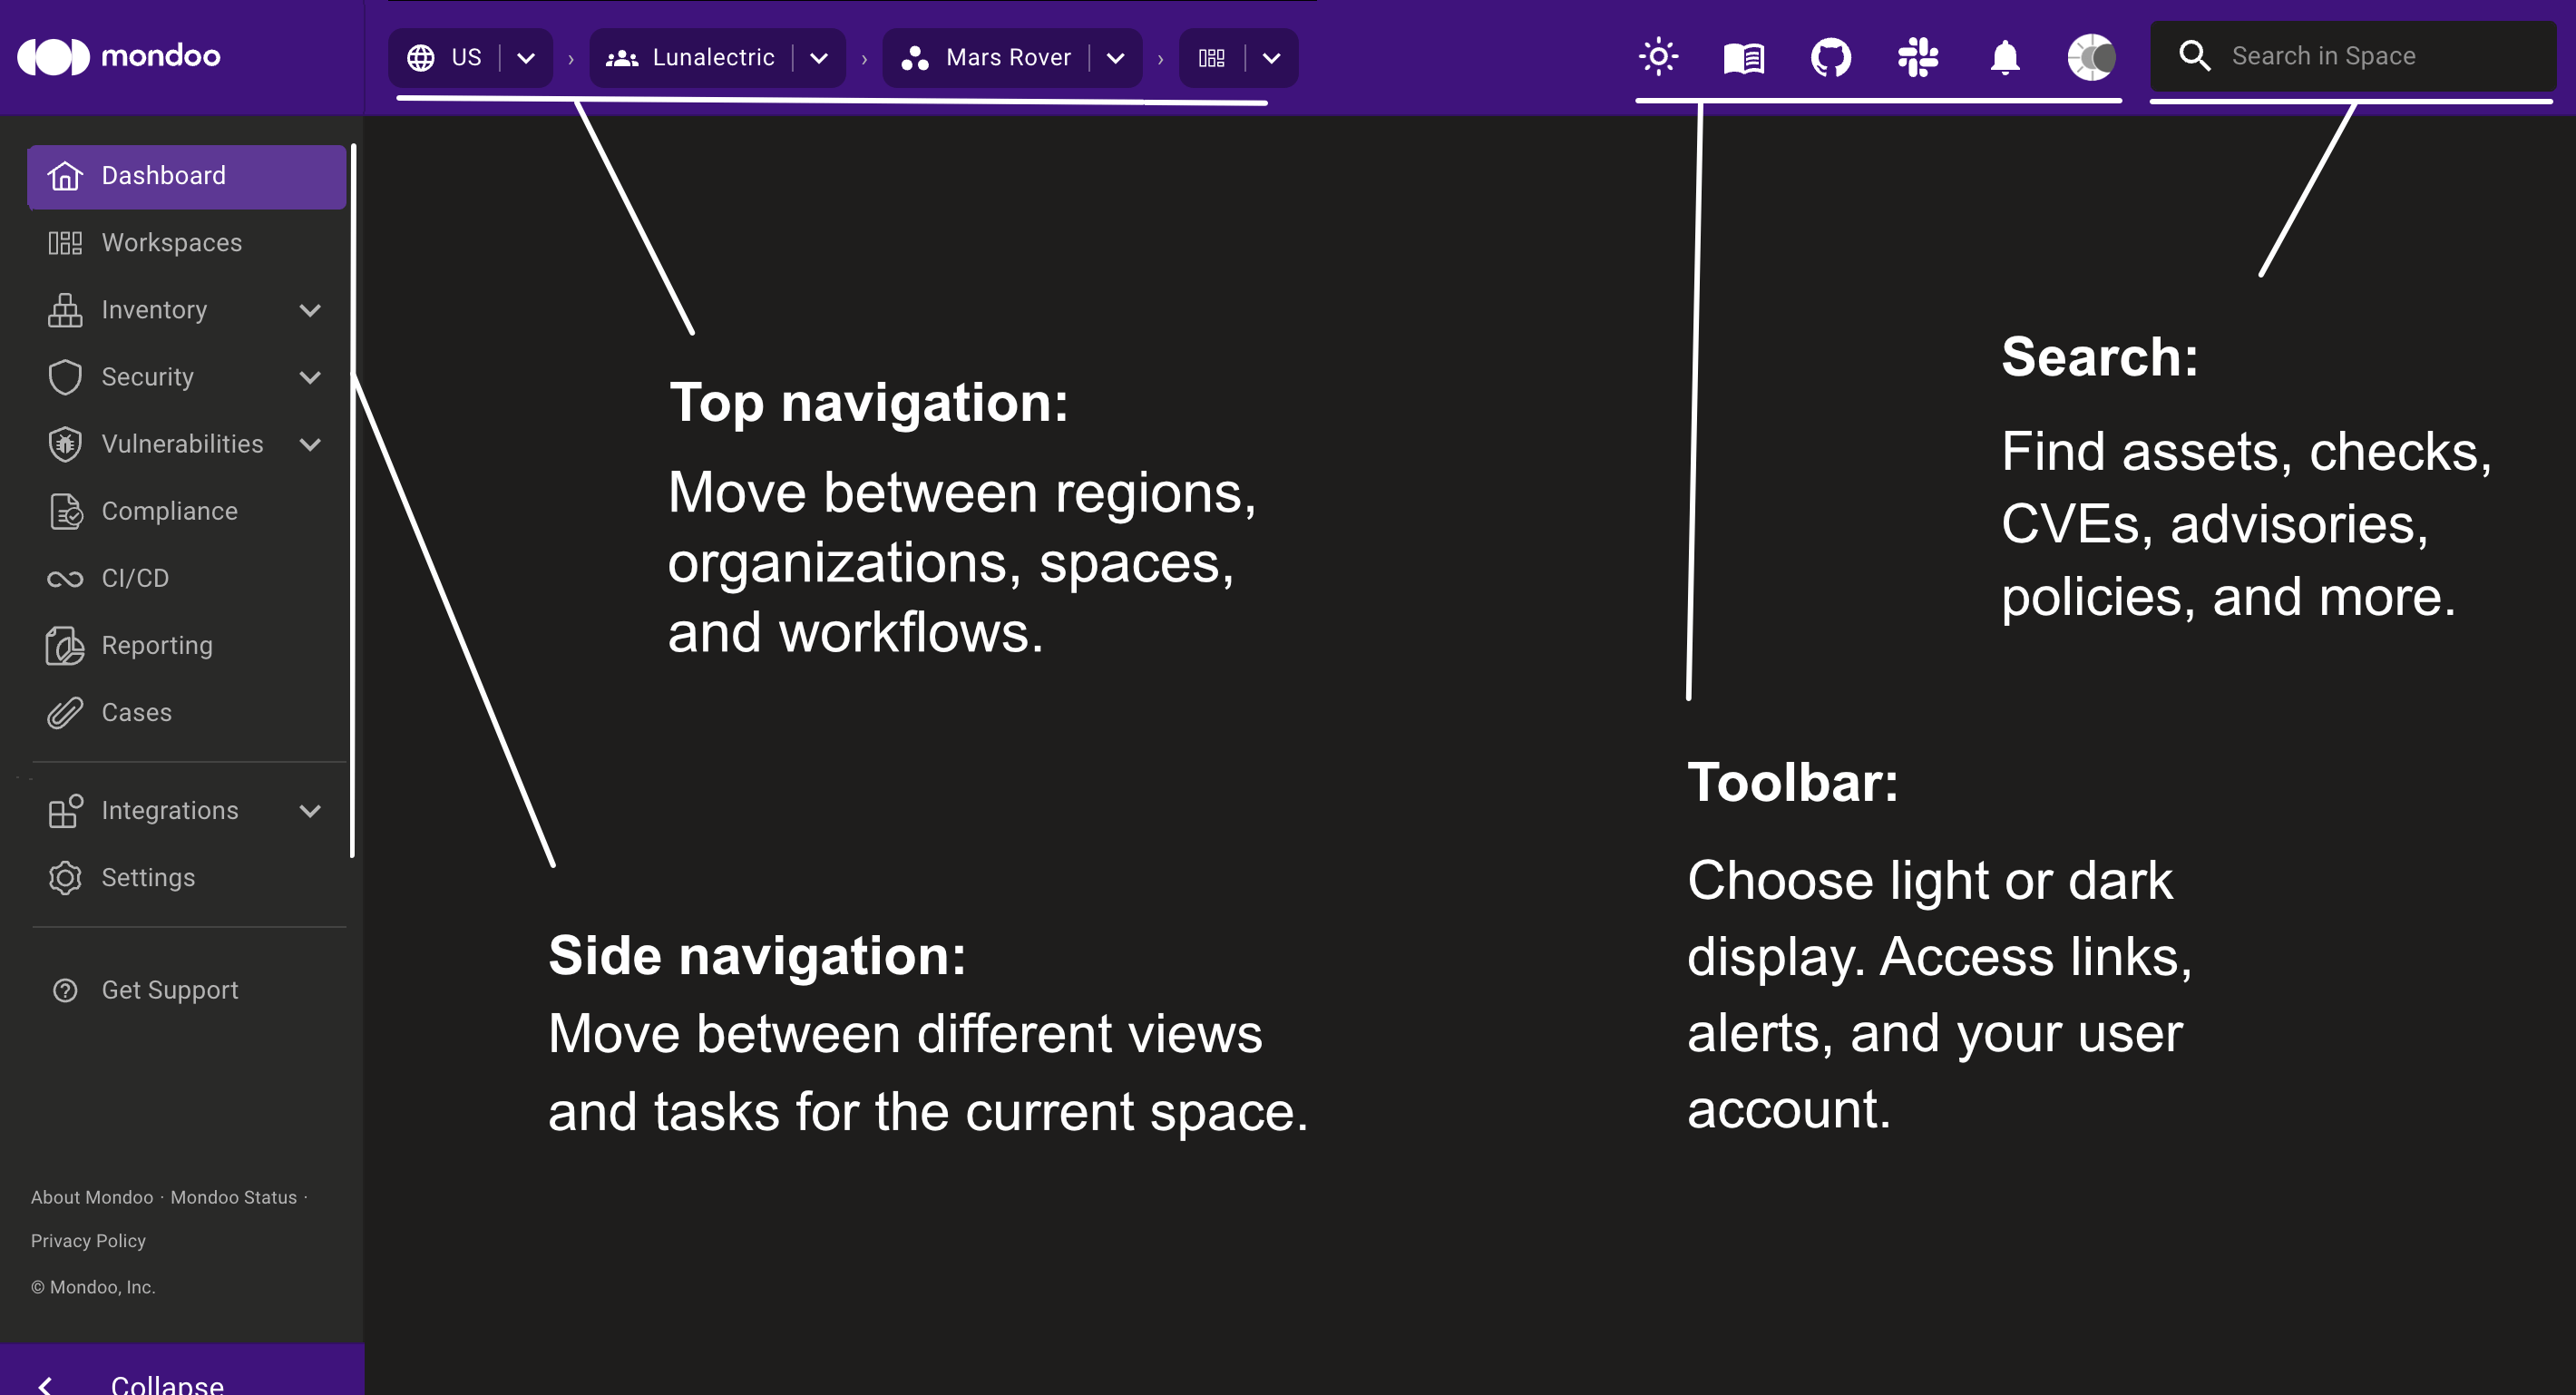 mondoo
US
Lunalectric
Mars Rover
Search in Space
Dashboard
Workspaces
Inventory
Security
Vulnerabilities
Compliance
CI/CD
Reporting
Cases
Integrations
Settings
Get Support
About Mondoo · Mondoo Status ·
Privacy Policy
© Mondoo, Inc.
Collapse
Top navigation:
Move between regions,
organizations, spaces,
and workflows.
Search:
Find assets, checks,
CVEs, advisories,
policies, and more.
Side navigation:
Move between different views
and tasks for the current space.
Toolbar:
Choose light or dark
display. Access links,
alerts, and your user
account.